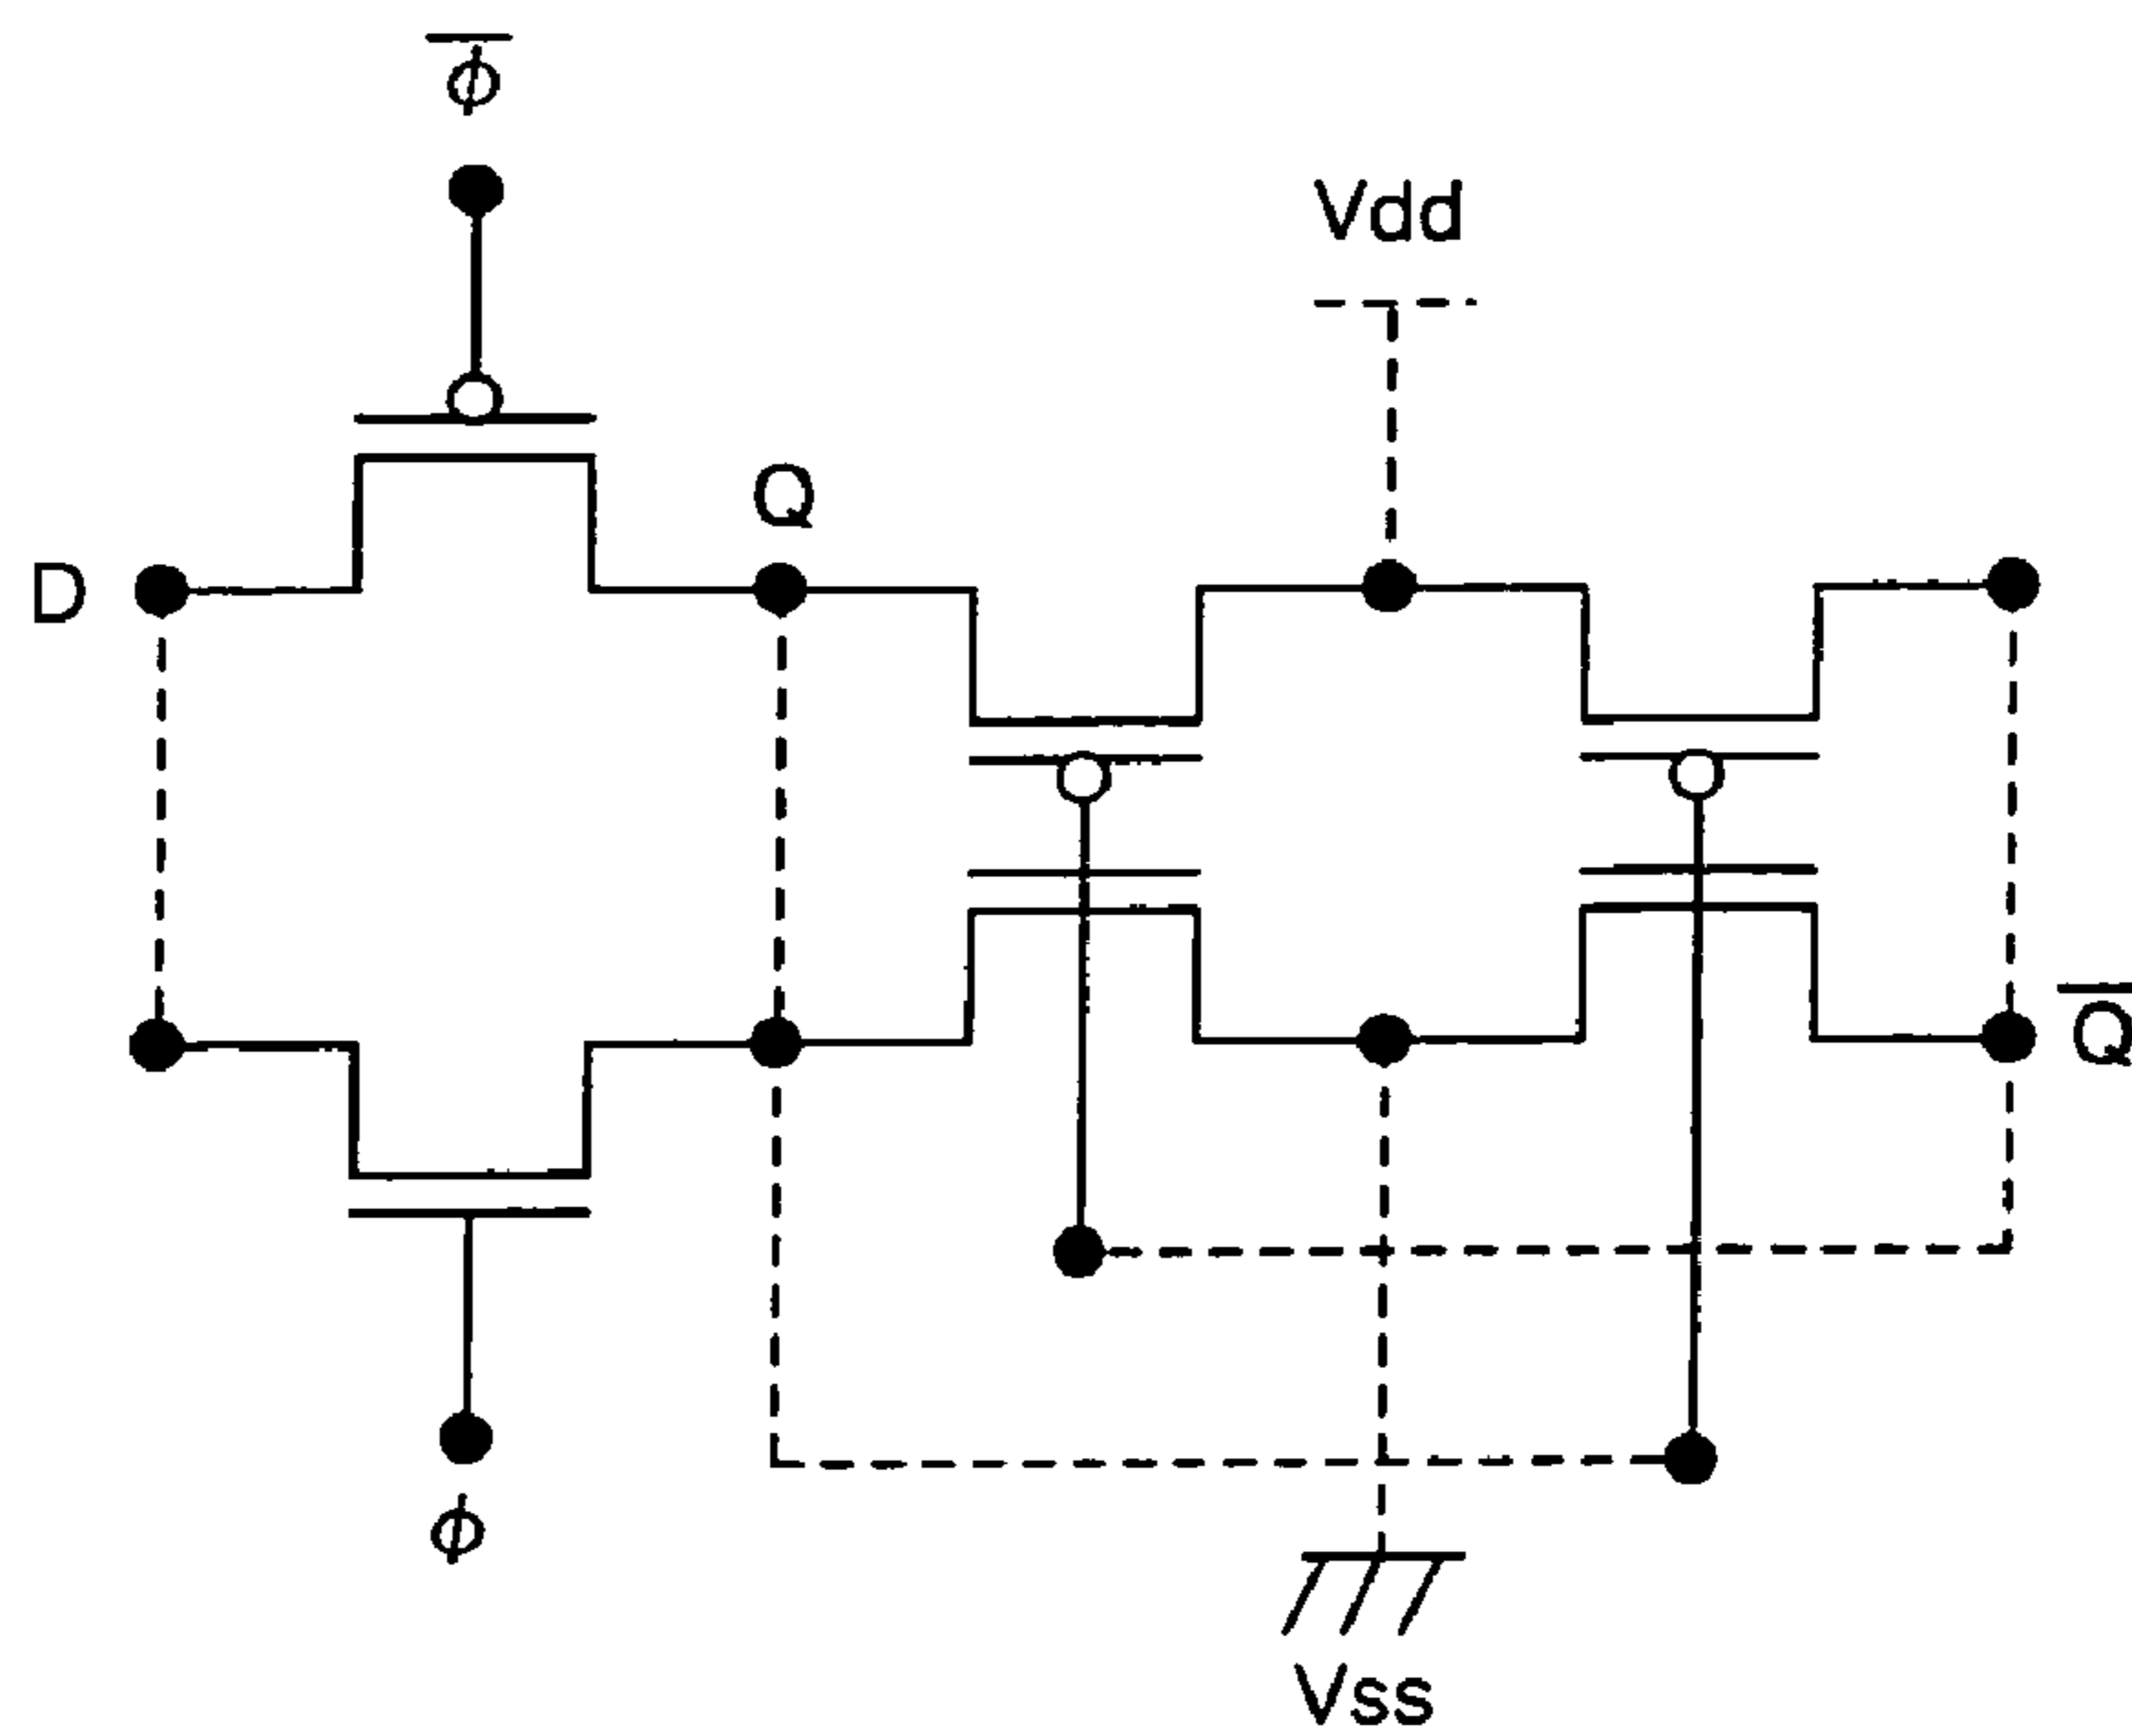 ϕ̅
Vdd
Q
D
Q̅
ϕ
Vss